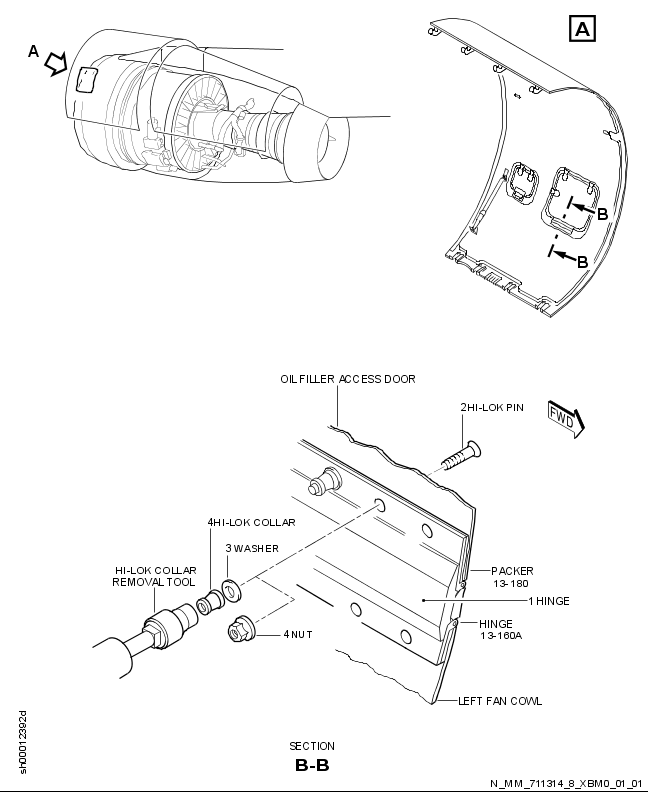 A
A
B
B
OIL FILLER ACCESS DOOR
2 HI-LOK PIN
FWD
4 HI-LOK COLLAR
3 WASHER
HI-LOK COLLAR
REMOVAL TOOL
PACKER
13-180
1 HINGE
HINGE
13-160A
4 NUT
LEFT FAN COWL
SECTION
B-B
sh00012392d
N_MM_711314_8_XBM0_01_01